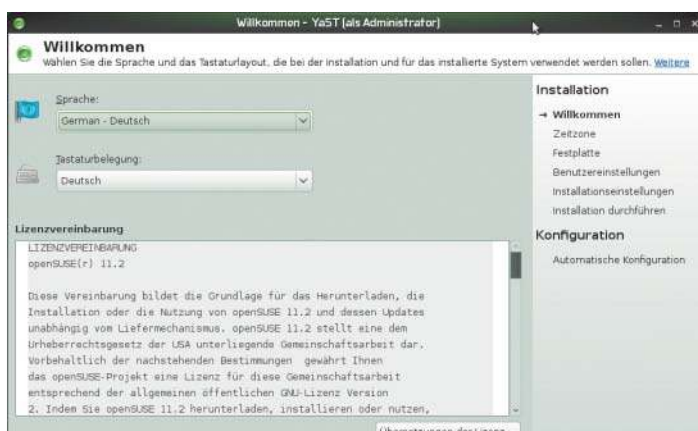 Willkommen - YaST [als Administrator]
Willkommen
Wählen Sie die Sprache und das Tastaturlayout, die bei der Installation und für das installierte System verwendet werden sollen. Weitere
Sprache:
German - Deutsch
Tastaturbelegung:
Deutsch
Lizenzvereinbarung
LIZENZVEREINBARUNG
openSUSE(r) 11.2
Diese Vereinbarung bildet die Grundlage für das Herunterladen, die
Installation oder die Nutzung von openSUSE 11.2 und dessen Updates
unabhängig vom Liefermechanismus. openSUSE 11.2 stellt eine dem
Urheberrechtsgesetz der USA unterliegende Gemeinschaftsarbeit dar.
Vorbehaltlich der nachstehenden Bestimmungen gewährt Ihnen
das openSUSE-Projekt eine Lizenz für diese Gemeinschaftsarbeit
entsprechend der allgemeinen öffentlichen GNU-Lizenz Version
2. Indem Sie openSUSE 11.2 herunterladen, installieren oder nutzen,
Übersetzungen der Lizenz
Installation
→ Willkommen
Zeitzone
Festplatte
Benutzereinstellungen
Installationseinstellungen
Installation durchführen
Konfiguration
Automatische Konfiguration